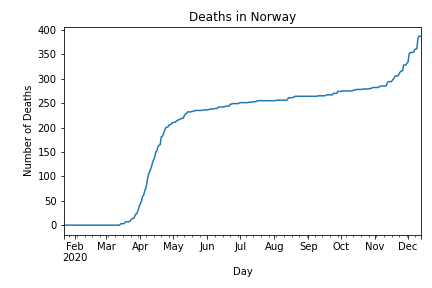 Deaths in Norway
Number of Deaths
400
350
300
250
200
150
100
50
0
Feb Mar Apr May Jun Jul Aug Sep Oct Nov Dec
2020
Day